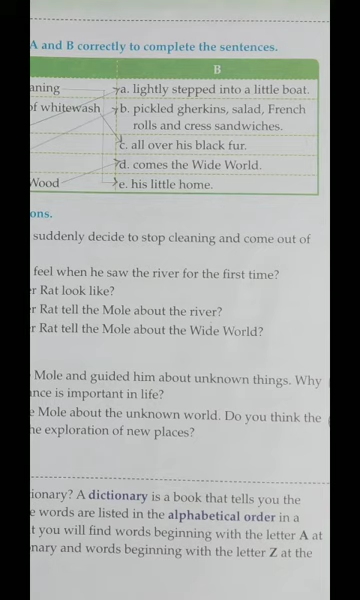 A and B correctly to complete the sentences.
B
aning
a. lightly stepped into a little boat.
of whitewash
b. pickled gherkins, salad, French
rolls and cress sandwiches.
c. all over his black fur.
d. comes the Wide World.
Wood
e. his little home.
ons.
suddenly decide to stop cleaning and come out of
feel when he saw the river for the first time?
er Rat look like?
er Rat tell the Mole about the river?
er Rat tell the Mole about the Wide World?
Mole and guided him about unknown things. Why
ance is important in life?
e Mole about the unknown world. Do you think the
he exploration of new places?
tionary? A dictionary is a book that tells you the
e words are listed in the alphabetical order in a
t you will find words beginning with the letter A at
onary and words beginning with the letter Z at the